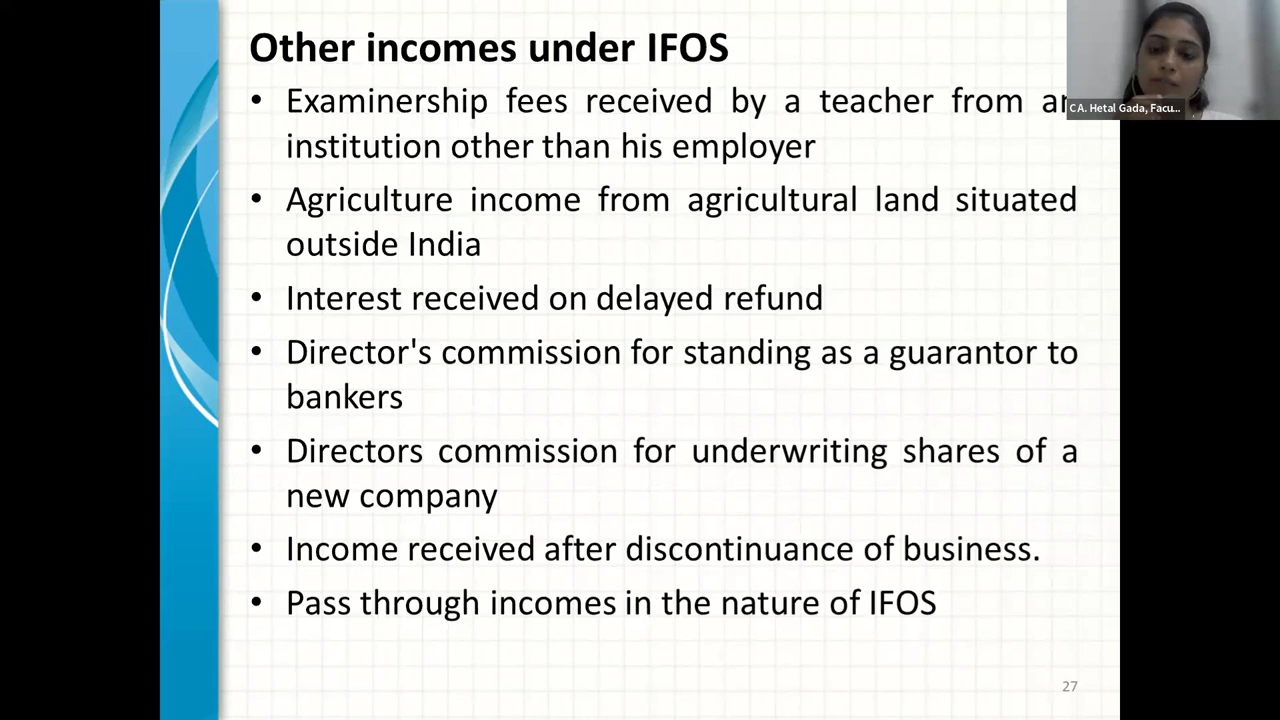 Other incomes under IFOS
• Examinership fees received by a teacher from an
institution other than his employer
• Agriculture income from agricultural land situated
outside India
• Interest received on delayed refund
• Director's commission for standing as a guarantor to
bankers
• Directors commission for underwriting shares of a
new company
• Income received after discontinuance of business.
• Pass through incomes in the nature of IFOS
CA. Hetal Gada, Facu...
27